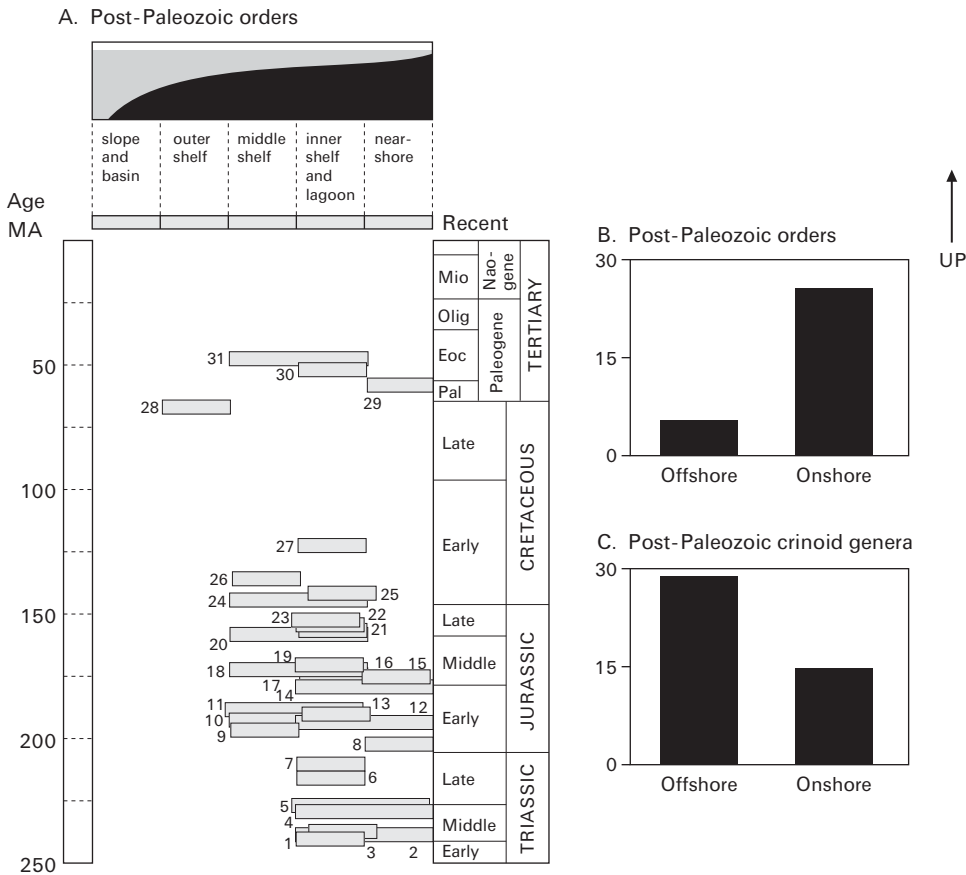 A. Post-Paleozoic orders
slope and basin
outer shelf
middle shelf
inner shelf and lagoon
near-shore
Age
MA
Recent
50
100
150
200
250
Mio
Olig
Eoc
Pal
Nao-gene
Paleogene
TERTIARY
Late
Early
CRETACEOUS
Late
Middle
Early
JURASSIC
Late
Middle
Early
TRIASSIC
31
30
29
28
27
26
25
24
23
22
21
20
19
18
17
16
15
14
13
12
11
10
9
8
7
6
5
4
3
2
1
UP
B. Post-Paleozoic orders
30
15
0
Offshore
Onshore
C. Post-Paleozoic crinoid genera
30
15
0
Offshore
Onshore